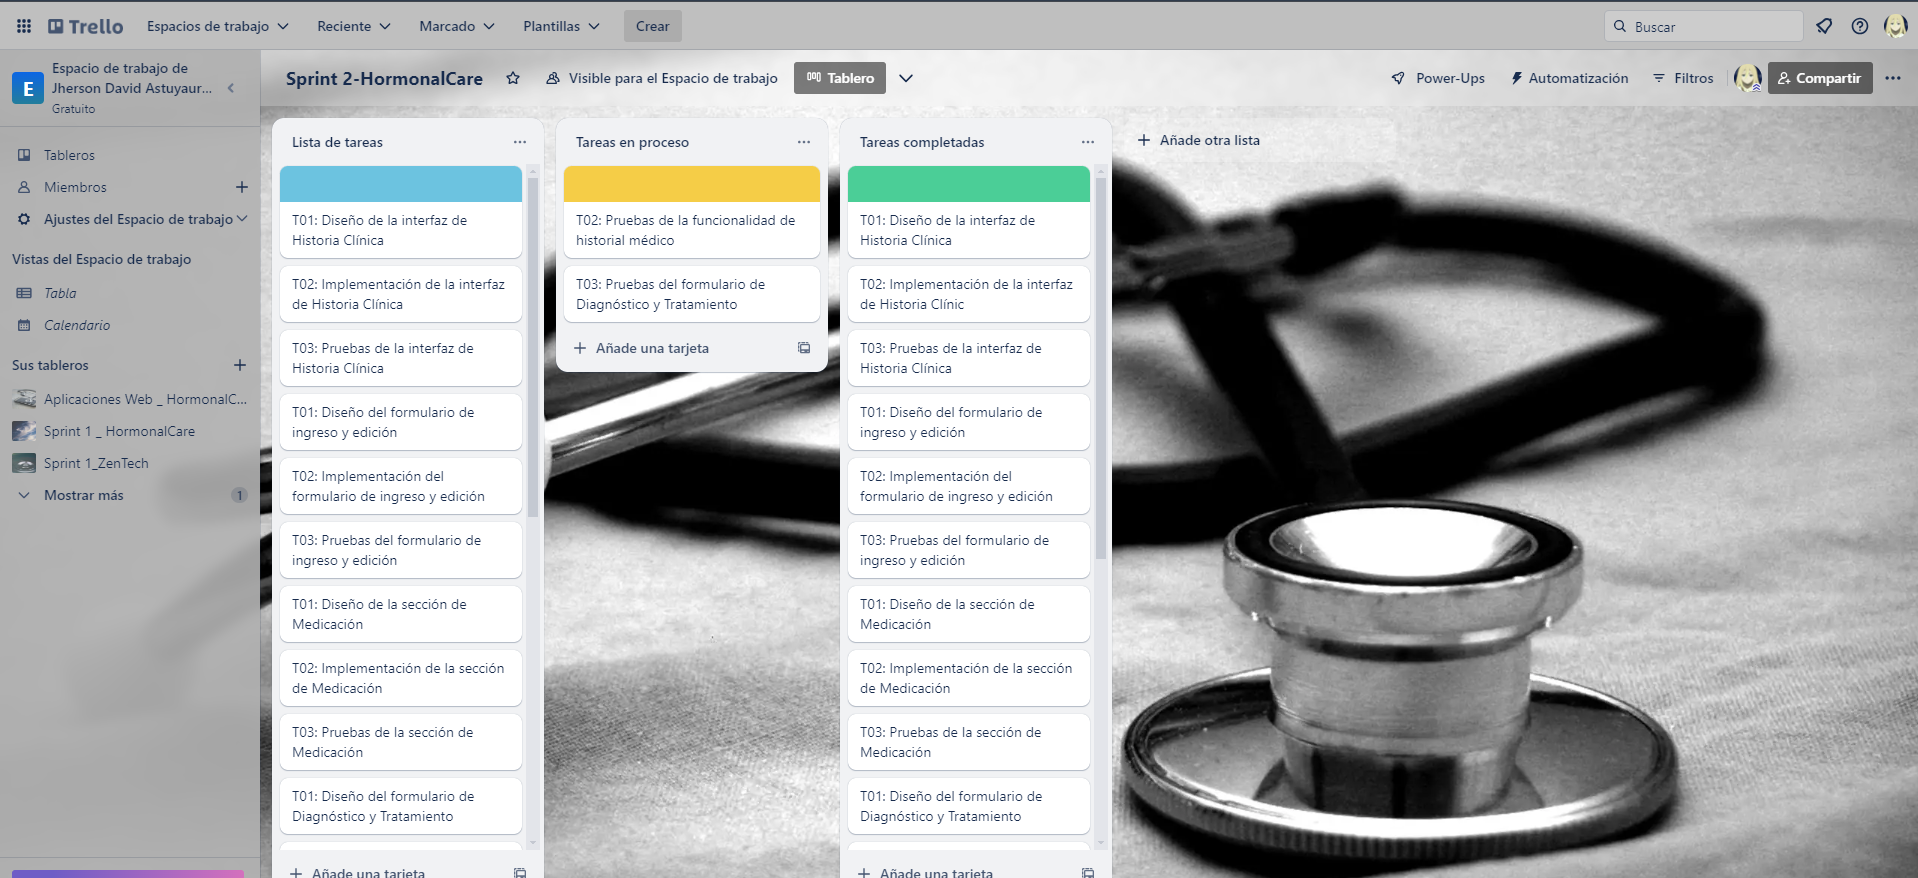 Trello
Espacios de trabajo
Reciente
Marcado
Plantillas
Crear
Buscar
E
Espacio de trabajo de
Jherson David Astuyaur...
Gratuito
Tableros
Miembros
Ajustes del Espacio de trabajo
Vistas del Espacio de trabajo
Tabla
Calendario
Sus tableros
Aplicaciones Web _ HormonalC...
Sprint 1 _ HormonalCare
Sprint 1_ZenTech
Mostrar más
1
Sprint 2-HormonalCare
Visible para el Espacio de trabajo
Tablero
Power-Ups
Automatización
Filtros
Compartir
Lista de tareas
T01: Diseño de la interfaz de
Historia Clínica
T02: Implementación de la interfaz
de Historia Clínica
T03: Pruebas de la interfaz de
Historia Clínica
T01: Diseño del formulario de
ingreso y edición
T02: Implementación del
formulario de ingreso y edición
T03: Pruebas del formulario de
ingreso y edición
T01: Diseño de la sección de
Medicación
T02: Implementación de la sección
de Medicación
T03: Pruebas de la sección de
Medicación
T01: Diseño del formulario de
Diagnóstico y Tratamiento
Añade una tarjeta
Tareas en proceso
T02: Pruebas de la funcionalidad de
historial médico
T03: Pruebas del formulario de
Diagnóstico y Tratamiento
Añade una tarjeta
Tareas completadas
T01: Diseño de la interfaz de
Historia Clínica
T02: Implementación de la interfaz
de Historia Clínic
T03: Pruebas de la interfaz de
Historia Clínica
T01: Diseño del formulario de
ingreso y edición
T02: Implementación del
formulario de ingreso y edición
T03: Pruebas del formulario de
ingreso y edición
T01: Diseño de la sección de
Medicación
T02: Implementación de la sección
de Medicación
T03: Pruebas de la sección de
Medicación
T01: Diseño del formulario de
Diagnóstico y Tratamiento
Añade una tarjeta
Añade otra lista